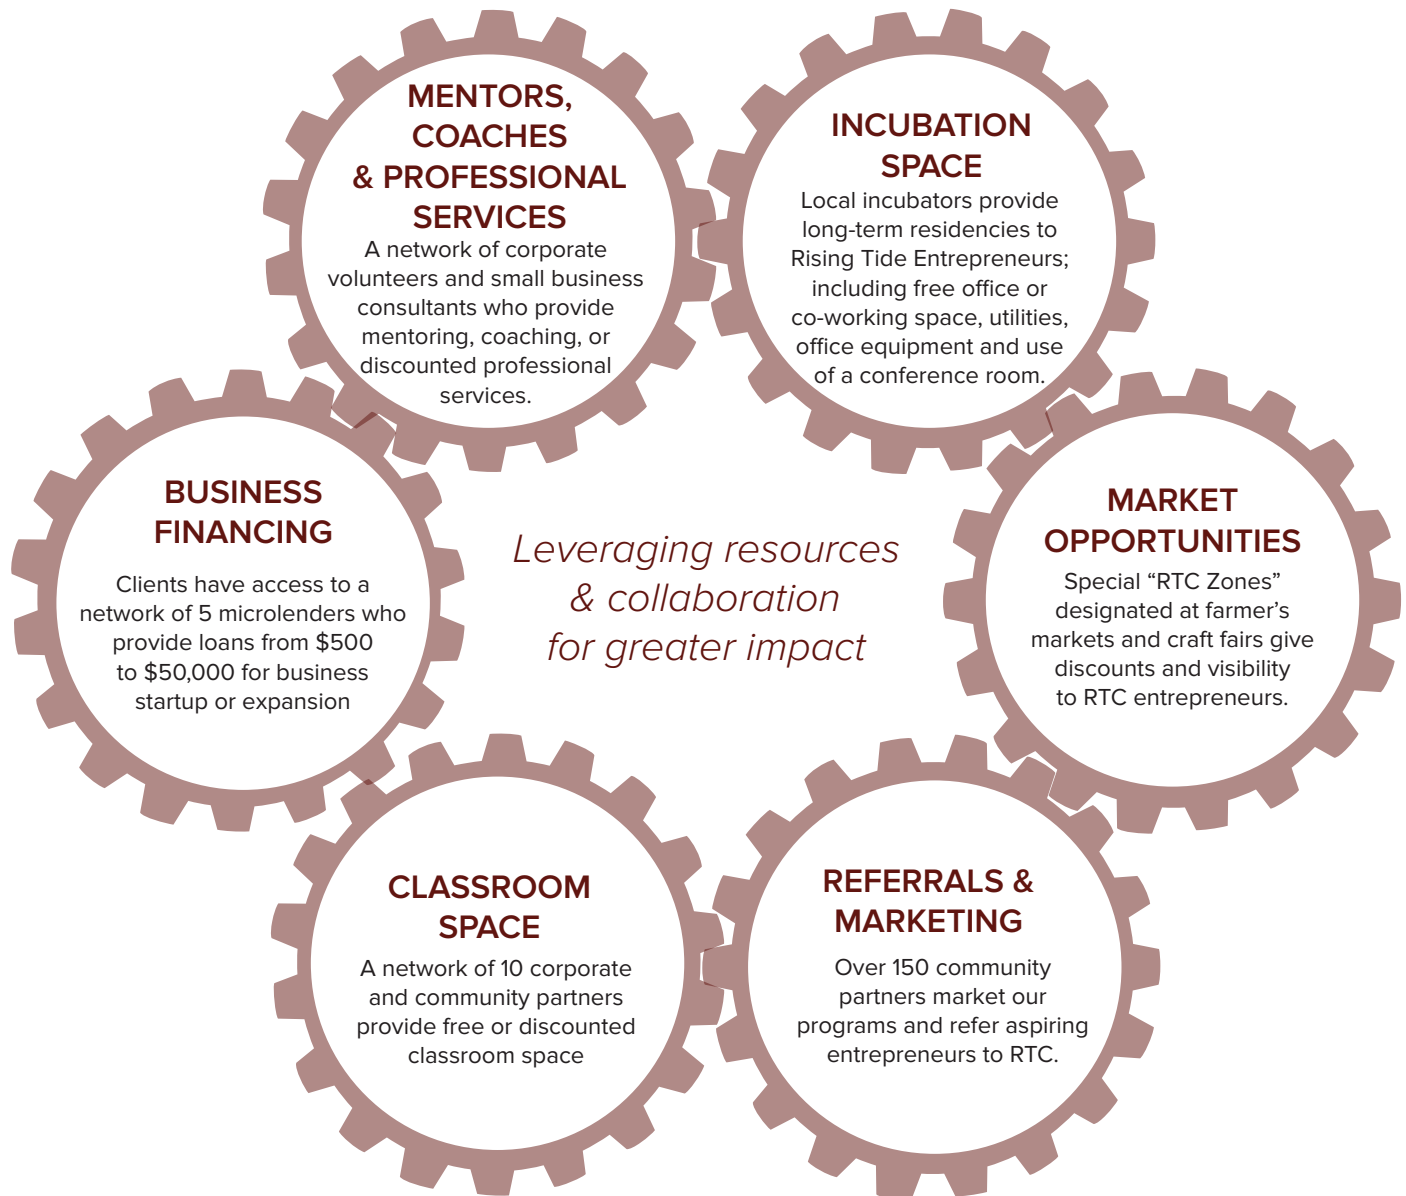 MENTORS,
COACHES
& PROFESSIONAL
SERVICES
A network of corporate
volunteers and small business
consultants who provide
mentoring, coaching, or
discounted professional
services.
INCUBATION
SPACE
Local incubators provide
long-term residencies to
Rising Tide Entrepreneurs;
including free office or
co-working space, utilities,
office equipment and use
of a conference room.
BUSINESS
FINANCING
Clients have access to a
network of 5 microlenders who
provide loans from $500
to $50,000 for business
startup or expansion
Leveraging resources
& collaboration
for greater impact
MARKET
OPPORTUNITIES
Special “RTC Zones”
designated at farmer’s
markets and craft fairs give
discounts and visibility
to RTC entrepreneurs.
CLASSROOM
SPACE
A network of 10 corporate
and community partners
provide free or discounted
classroom space
REFERRALS &
MARKETING
Over 150 community
partners market our
programs and refer aspiring
entrepreneurs to RTC.